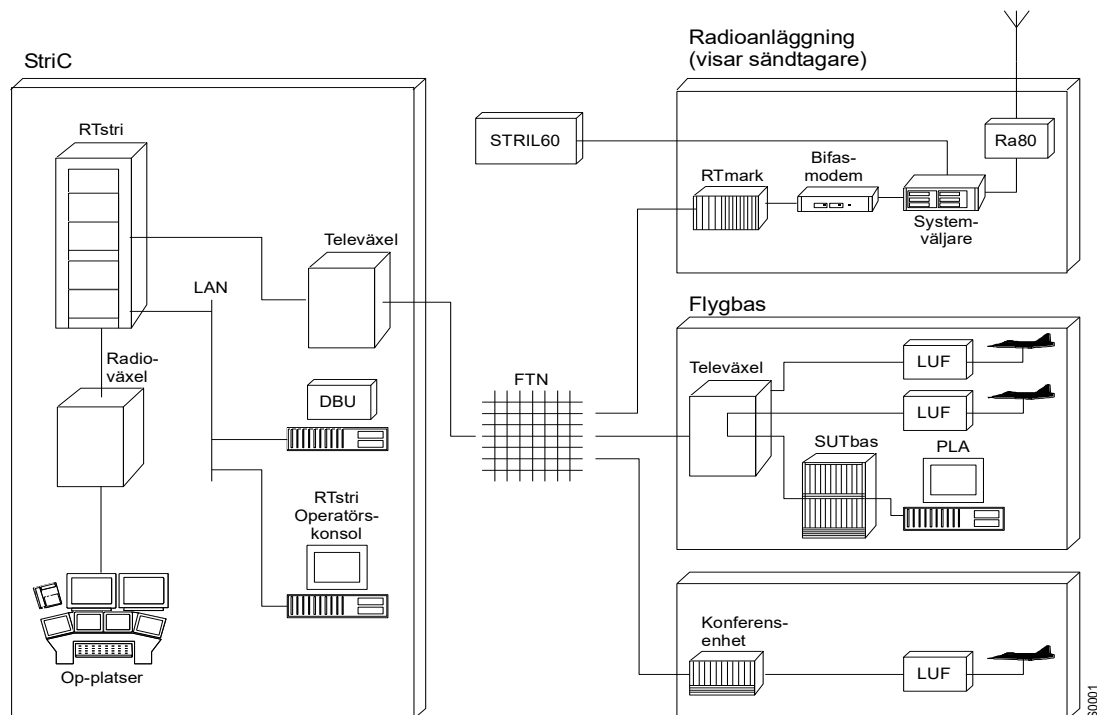 StriC
RTstri
Televäxel
LAN
Radio-
växel
DBU
RTstri
Operatörs-
konsol
Op-platser
FTN
STRIL60
Radioanläggning
(visar sändtagare)
Ra80
Bifas-
modem
RTmark
System-
väljare
Flygbas
Televäxel
LUF
LUF
SUTbas
PLA
Konferens-
enhet
LUF